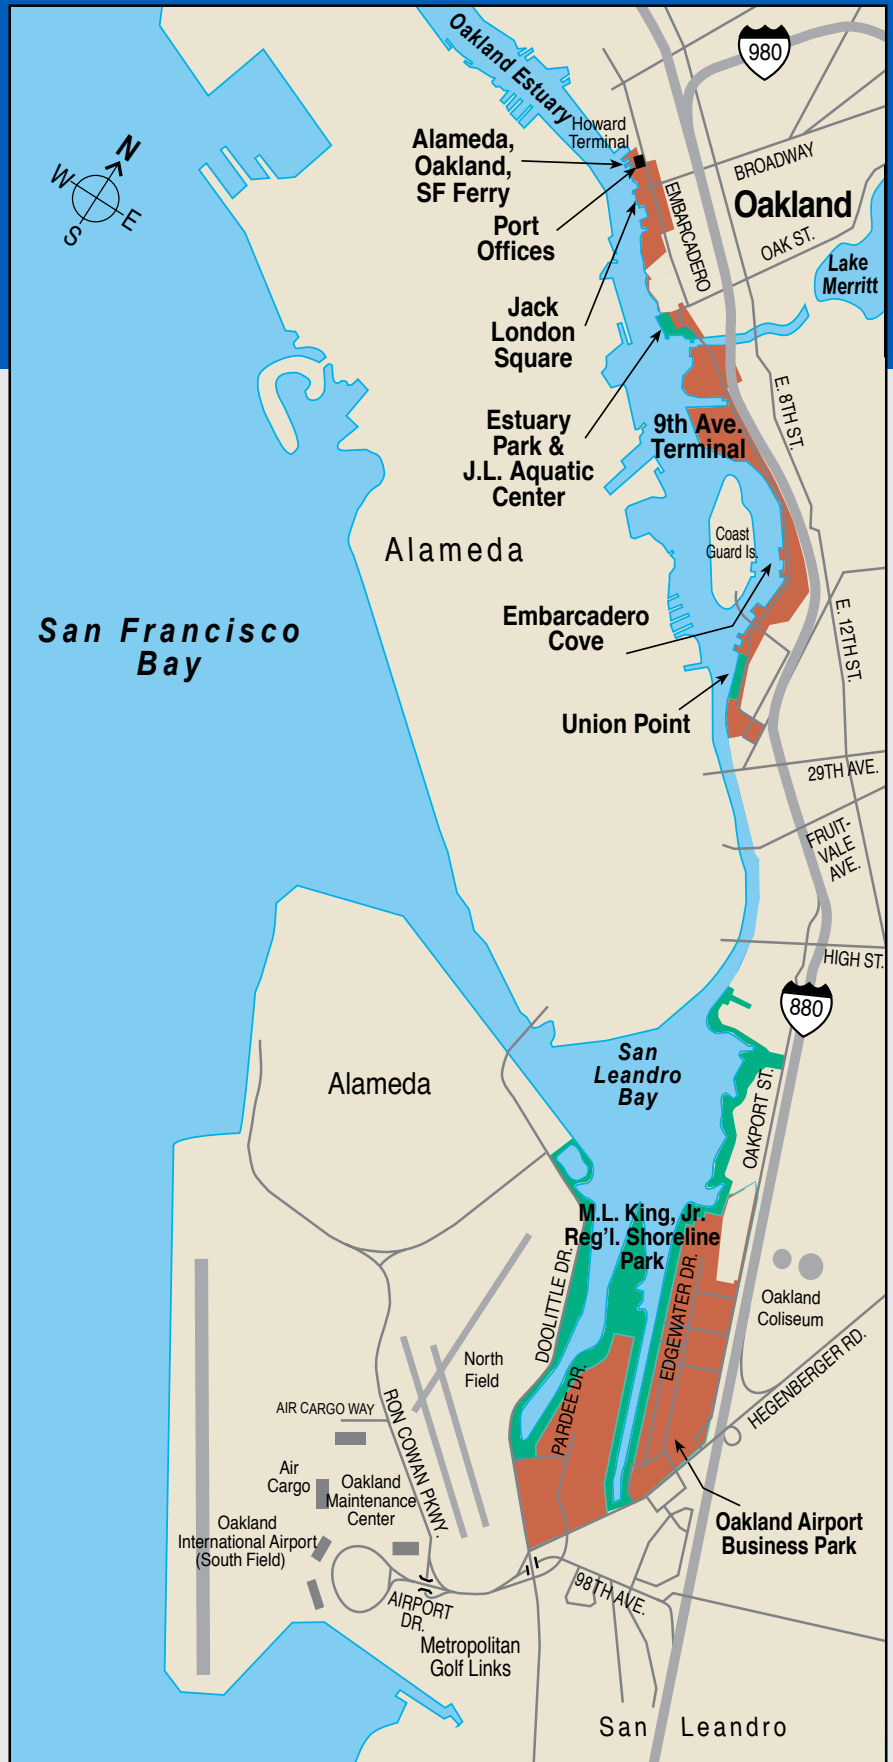 Oakland Estuary
980
Howard
Terminal
Alameda,
Oakland,
SF Ferry
BROADWAY
N
W
E
S
EMBARCADERO
Oakland
Port
Offices
OAK ST.
Lake
Merritt
Jack
London
Square
E. 8TH ST.
Estuary
Park &
J.L. Aquatic
Center
9th Ave.
Terminal
Coast
Guard Is.
Alameda
San Francisco
Bay
Embarcadero
Cove
E. 12TH ST.
Union Point
29TH AVE.
FRUIT-
VALE
AVE.
HIGH ST.
880
San
Leandro
Bay
Alameda
OAKPORT ST.
M.L. King, Jr.
Reg'l. Shoreline
Park
DOOLITTLE DR.
EDGEWATER DR.
Oakland
Coliseum
North
Field
PARDEE DR.
HEGENBERGER RD.
AIR CARGO WAY
RON COWAN PKWY.
Air
Cargo
Oakland
Maintenance
Center
Oakland
International Airport
(South Field)
Oakland Airport
Business Park
98TH AVE.
AIRPORT
DR.
Metropolitan
Golf Links
San Leandro